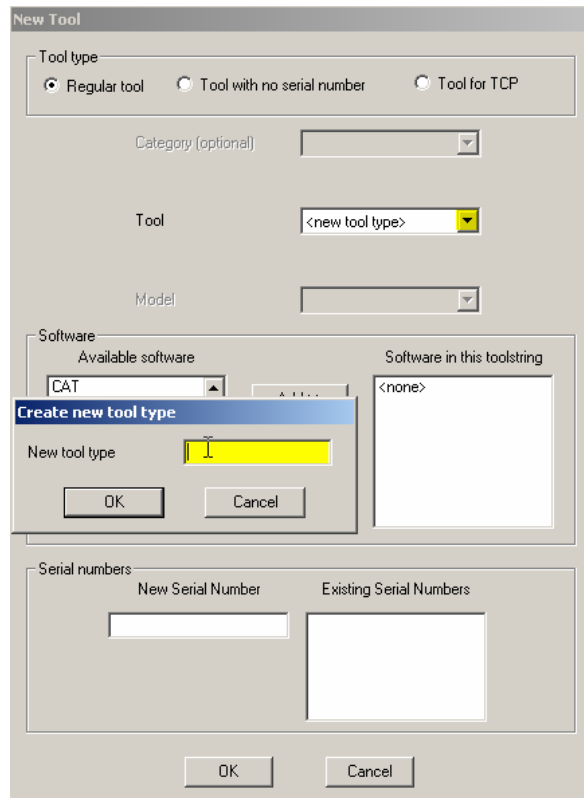 New Tool
Tool type
Regular tool
Tool with no serial number
Tool for TCP
Category (optional)
Tool
<new tool type>
Model
Software
Available software
Software in this toolstring
CAT
<none>
Create new tool type
New tool type
OK
Cancel
Serial numbers
New Serial Number
Existing Serial Numbers
OK
Cancel